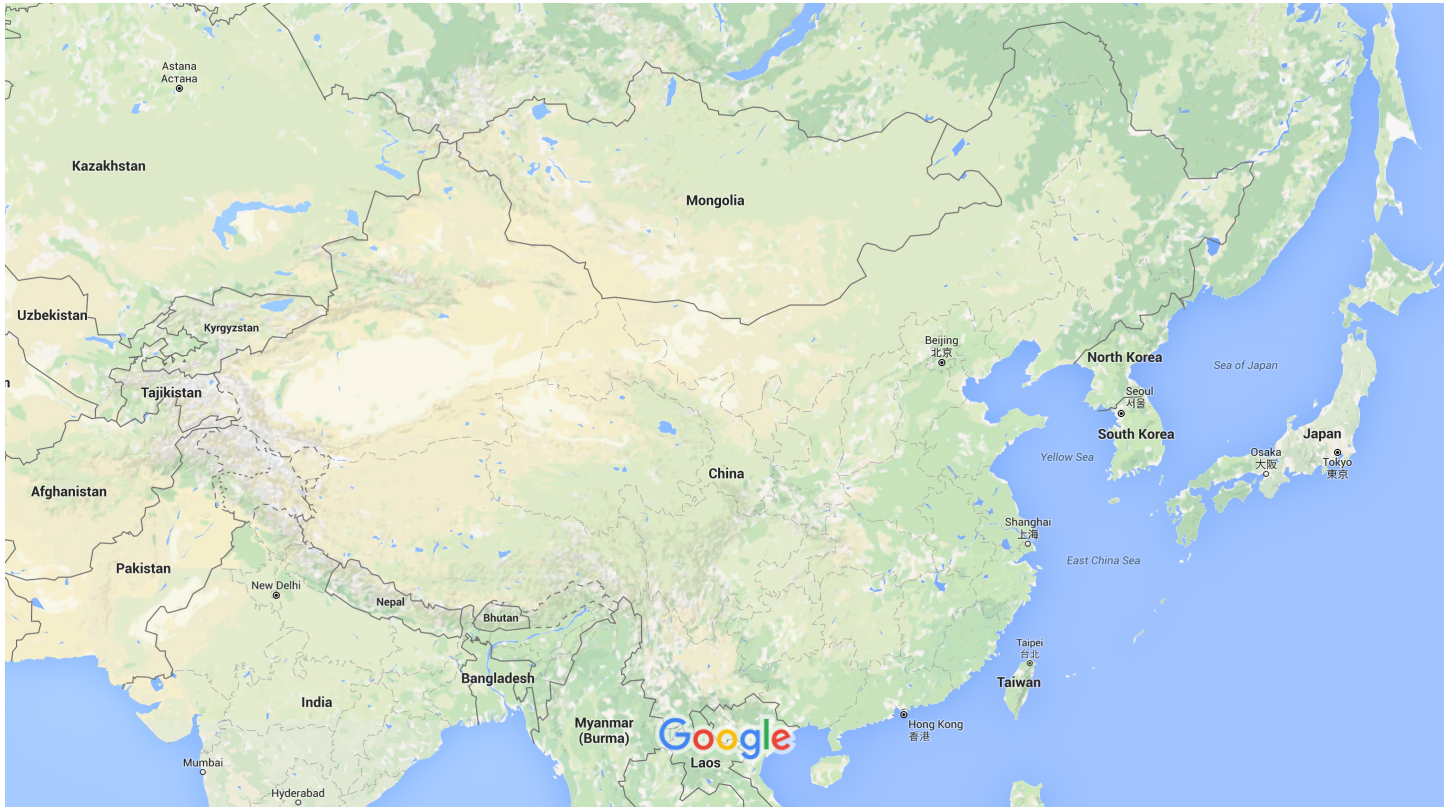 Astana
Астана
Kazakhstan
Mongolia
Uzbekistan
Kyrgyzstan
Beijing
北京
North Korea
Sea of Japan
n
Tajikistan
Seoul
서울
South Korea
Japan
Yellow Sea
Osaka
大阪
Tokyo
東京
China
Afghanistan
Shanghai
上海
East China Sea
Pakistan
New Delhi
Nepal
Bhutan
Taipei
台北
Bangladesh
Taiwan
India
Myanmar
(Burma)
Google
Hong Kong
香港
Laos
Mumbai
Hyderabad